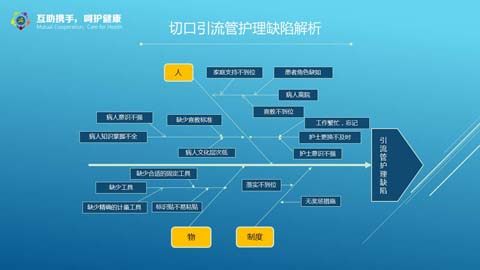 互助携手，呵护健康
Mutual Cooperation, Care for Health
切口引流管护理缺陷解析
人
家庭支持不到位
患者角色缺如
病人离院
宣教不到位
病人意识不强
缺少宣教标准
工作繁忙，忘记
病人知识掌握不全
护士更换不及时
病人文化层次低
护士意识不强
引流管护理缺陷
缺少合适的固定工具
缺少工具
落实不到位
缺少精确的计量工具
标识贴不易粘贴
无奖惩措施
物
制度